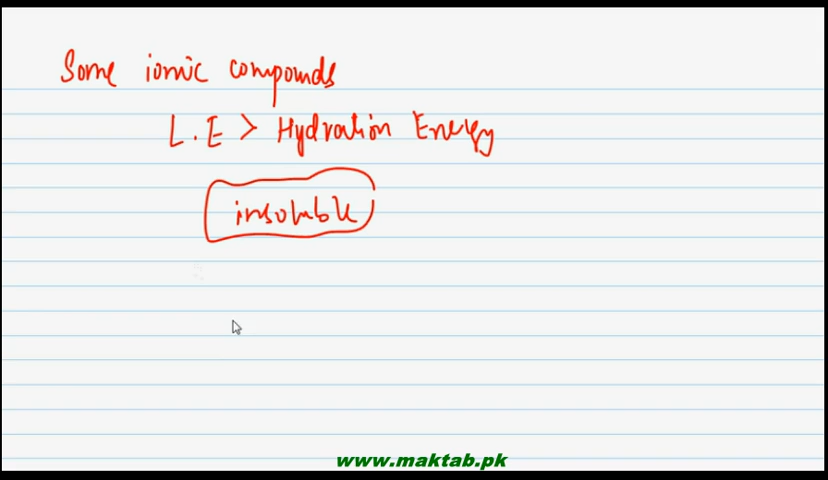 Some ionic compounds
L.E > Hydration Energy
insoluble
www.maktab.pk